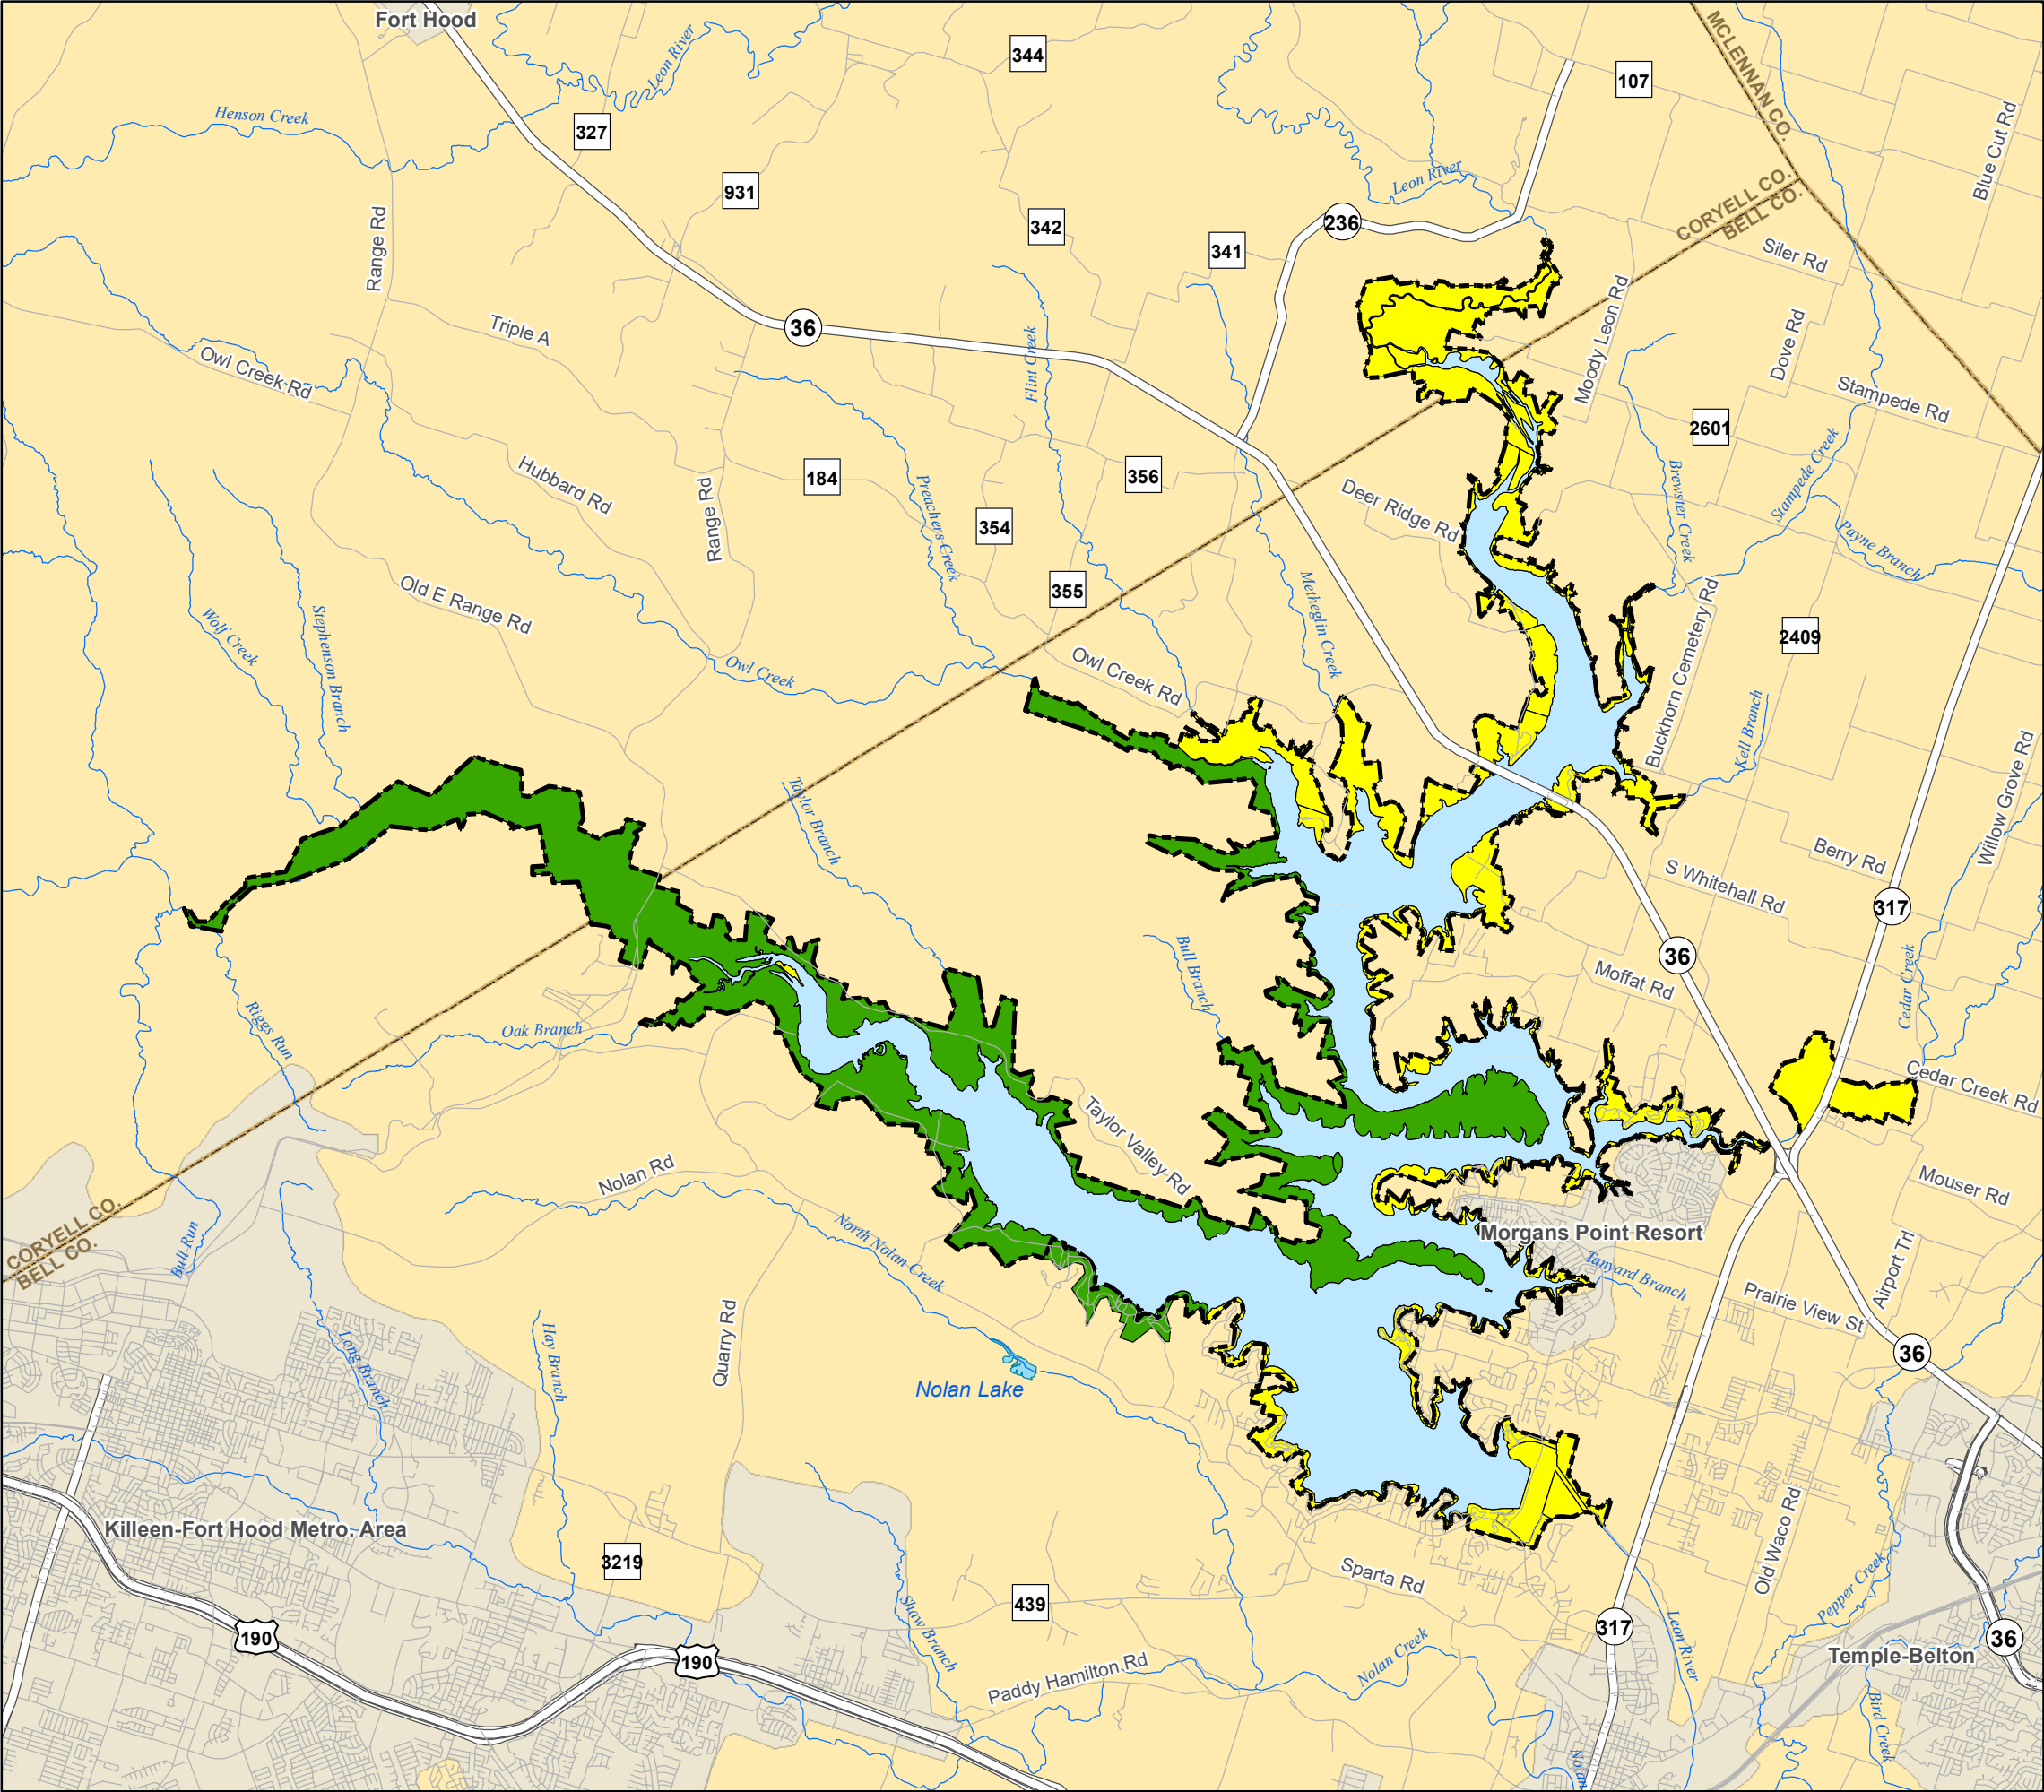 Fort Hood
Leon River
344
107
MCLENNAN CO.
Henson Creek
327
Blue Cut Rd
931
Leon River
CORYELL CO.
BELL CO.
Range Rd
342
236
341
Siler Rd
Triple A
36
Moody Leon Rd
Dove Rd
Flint Creek
Owl Creek Rd
Stampede Rd
2601
Hubbard Rd
184
356
Deer Ridge Rd
Brewster Creek
Stampede Creek
Range Rd
Preachers Creek
354
Payne Branch
Old E Range Rd
355
Metheglin Creek
Buckhorn Cemetery Rd
2409
Wolf Creek
Stephenson Branch
Owl Creek
Owl Creek Rd
Kell Branch
Willow Grove Rd
Taylor Branch
Berry Rd
S Whitehall Rd
317
36
Bull Branch
Moffat Rd
Cedar Creek
Riggs Run
Oak Branch
Cedar Creek Rd
Taylor Valley Rd
Nolan Rd
Mouser Rd
CORYELL CO.
BELL CO.
Bull Run
North Nolan Creek
Morgans Point Resort
Tanyard Branch
Airport Trl
Prairie View St
Quarry Rd
Long Branch
Hay Branch
36
Nolan Lake
Killeen-Fort Hood Metro. Area
3219
Old Waco Rd
Sparta Rd
Pepper Creek
439
Shaw Branch
317
Leon River
190
190
36
Temple-Belton
Nolan Creek
Paddy Hamilton Rd
Bird Creek
Nolan